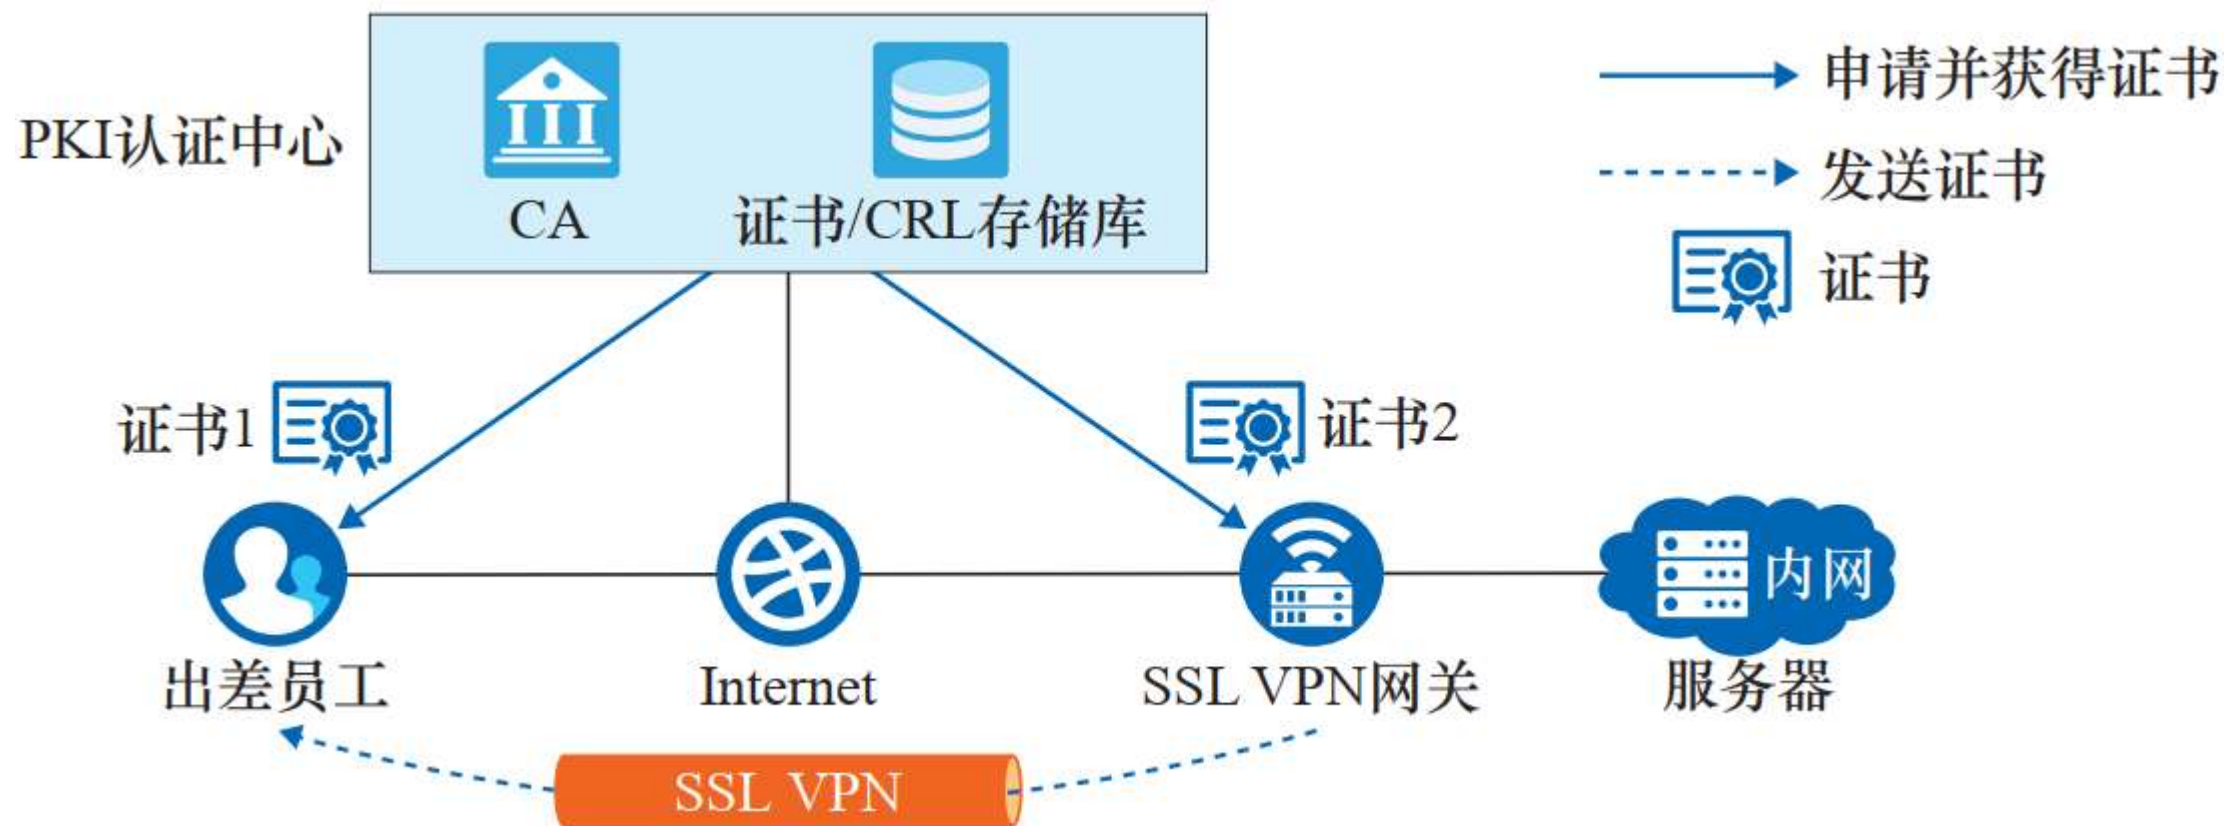 PKI认证中心
CA
证书/CRL存储库
申请并获得证书
发送证书
证书
证书1
证书2
内网
出差员工
Internet
SSL VPN网关
服务器
SSL VPN